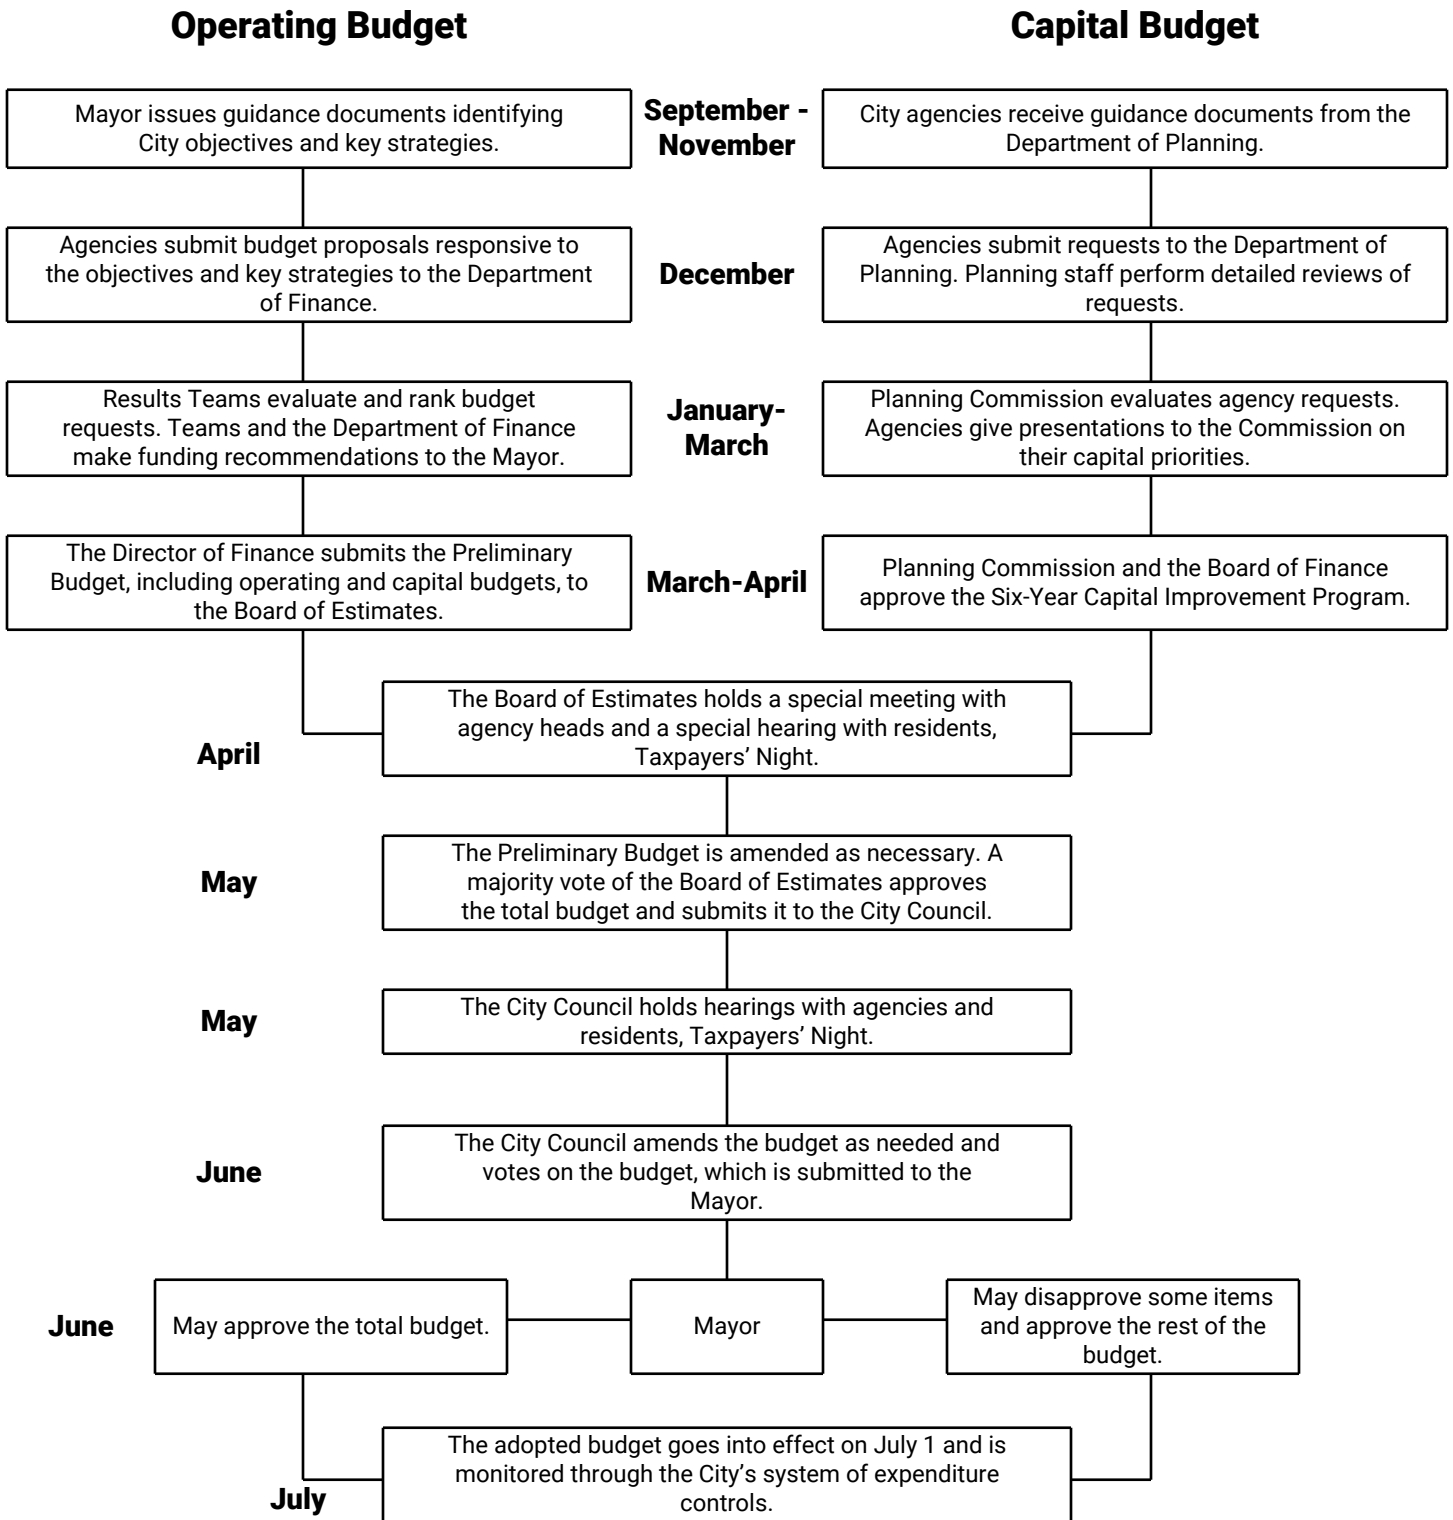 Operating Budget
Capital Budget
Mayor issues guidance documents identifying
City objectives and key strategies.
September -
November
City agencies receive guidance documents from the
Department of Planning.
Agencies submit budget proposals responsive to
the objectives and key strategies to the Department
of Finance.
December
Agencies submit requests to the Department of
Planning. Planning staff perform detailed reviews of
requests.
Results Teams evaluate and rank budget
requests. Teams and the Department of Finance
make funding recommendations to the Mayor.
January-
March
Planning Commission evaluates agency requests.
Agencies give presentations to the Commission on
their capital priorities.
The Director of Finance submits the Preliminary
Budget, including operating and capital budgets, to
the Board of Estimates.
March-April
Planning Commission and the Board of Finance
approve the Six-Year Capital Improvement Program.
April
The Board of Estimates holds a special meeting with
agency heads and a special hearing with residents,
Taxpayers’ Night.
May
The Preliminary Budget is amended as necessary. A
majority vote of the Board of Estimates approves
the total budget and submits it to the City Council.
May
The City Council holds hearings with agencies and
residents, Taxpayers’ Night.
June
The City Council amends the budget as needed and
votes on the budget, which is submitted to the
Mayor.
June
May approve the total budget.
Mayor
May disapprove some items
and approve the rest of the
budget.
July
The adopted budget goes into effect on July 1 and is
monitored through the City’s system of expenditure
controls.